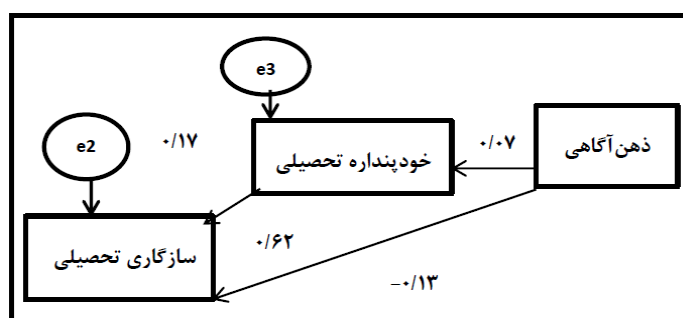 e3
e2
۰/۱۷
خودپنداره تحصیلی
۰/۰۷
ذهن‌آگاهی
سازگاری تحصیلی
۰/۶۲
-۰/۱۳